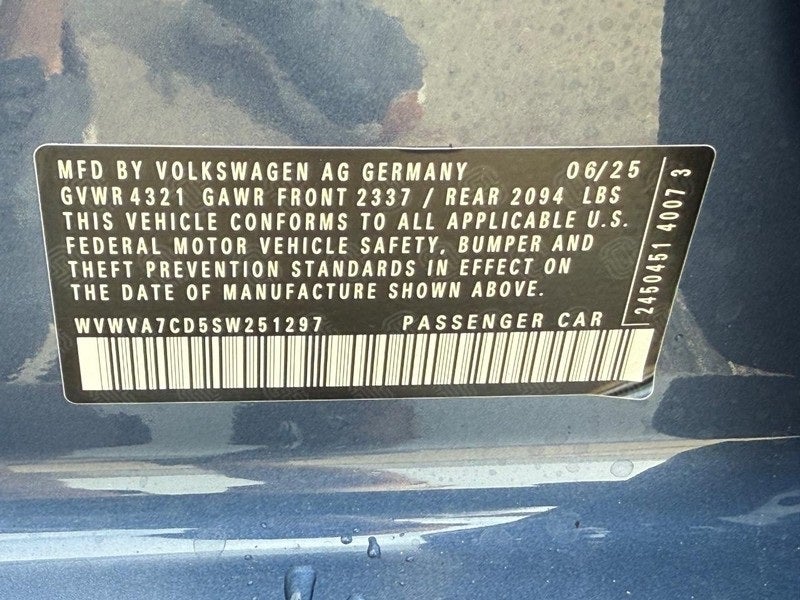 MFD BY VOLKSWAGEN AG GERMANY 06/25
GVWR 4321 GAWR FRONT 2337 / REAR 2094 LBS
THIS VEHICLE CONFORMS TO ALL APPLICABLE U.S.
FEDERAL MOTOR VEHICLE SAFETY, BUMPER AND
THEFT PREVENTION STANDARDS IN EFFECT ON
THE DATE OF MANUFACTURE SHOWN ABOVE.
WVWVA7CD5SW251297 PASSENGER CAR
2450451 4007 3